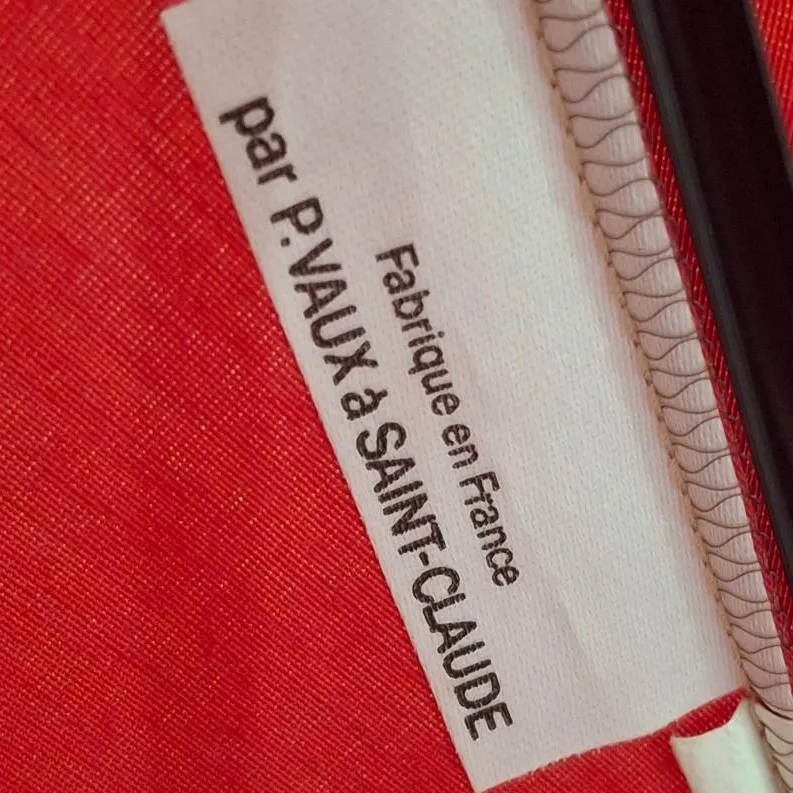 Fabrique en France
par P.VAUX à SAINT-CLAUDE